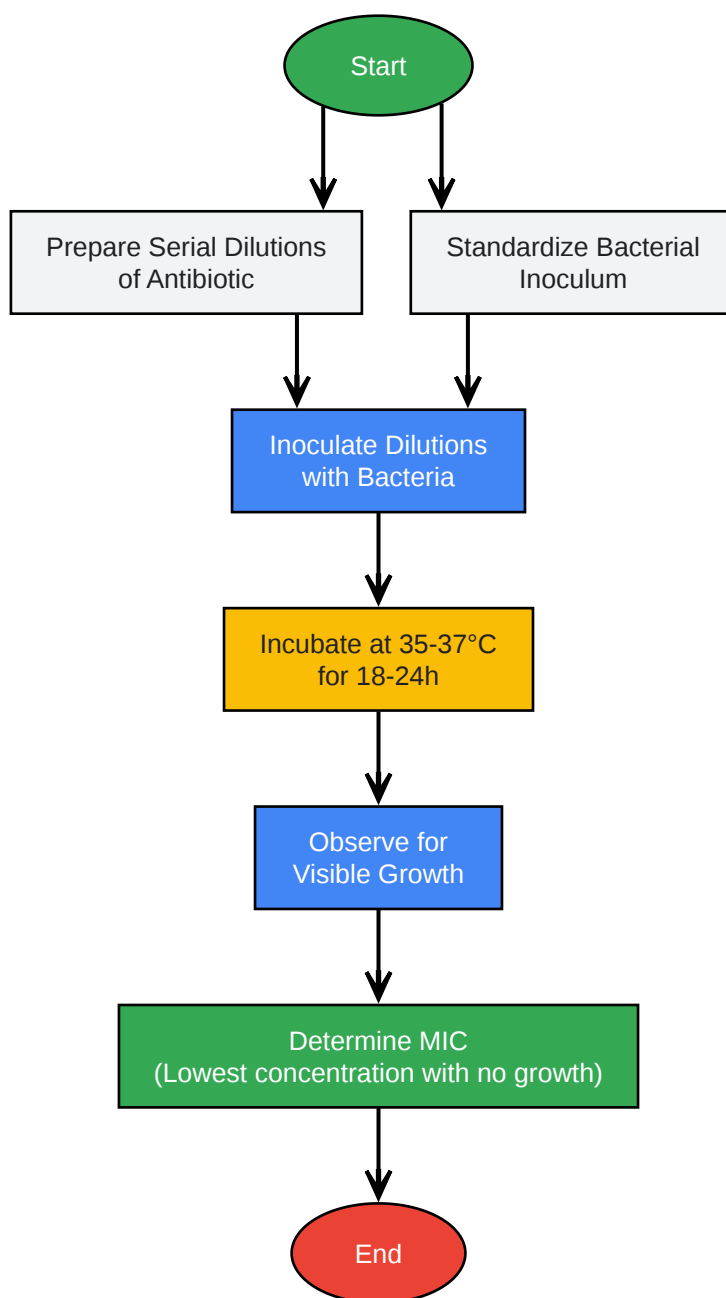 Start
Prepare Serial Dilutions
of Antibiotic
Standardize Bacterial
Inoculum
Inoculate Dilutions
with Bacteria
Incubate at 35-37°C
for 18-24h
Observe for
Visible Growth
Determine MIC
(Lowest concentration with no growth)
End